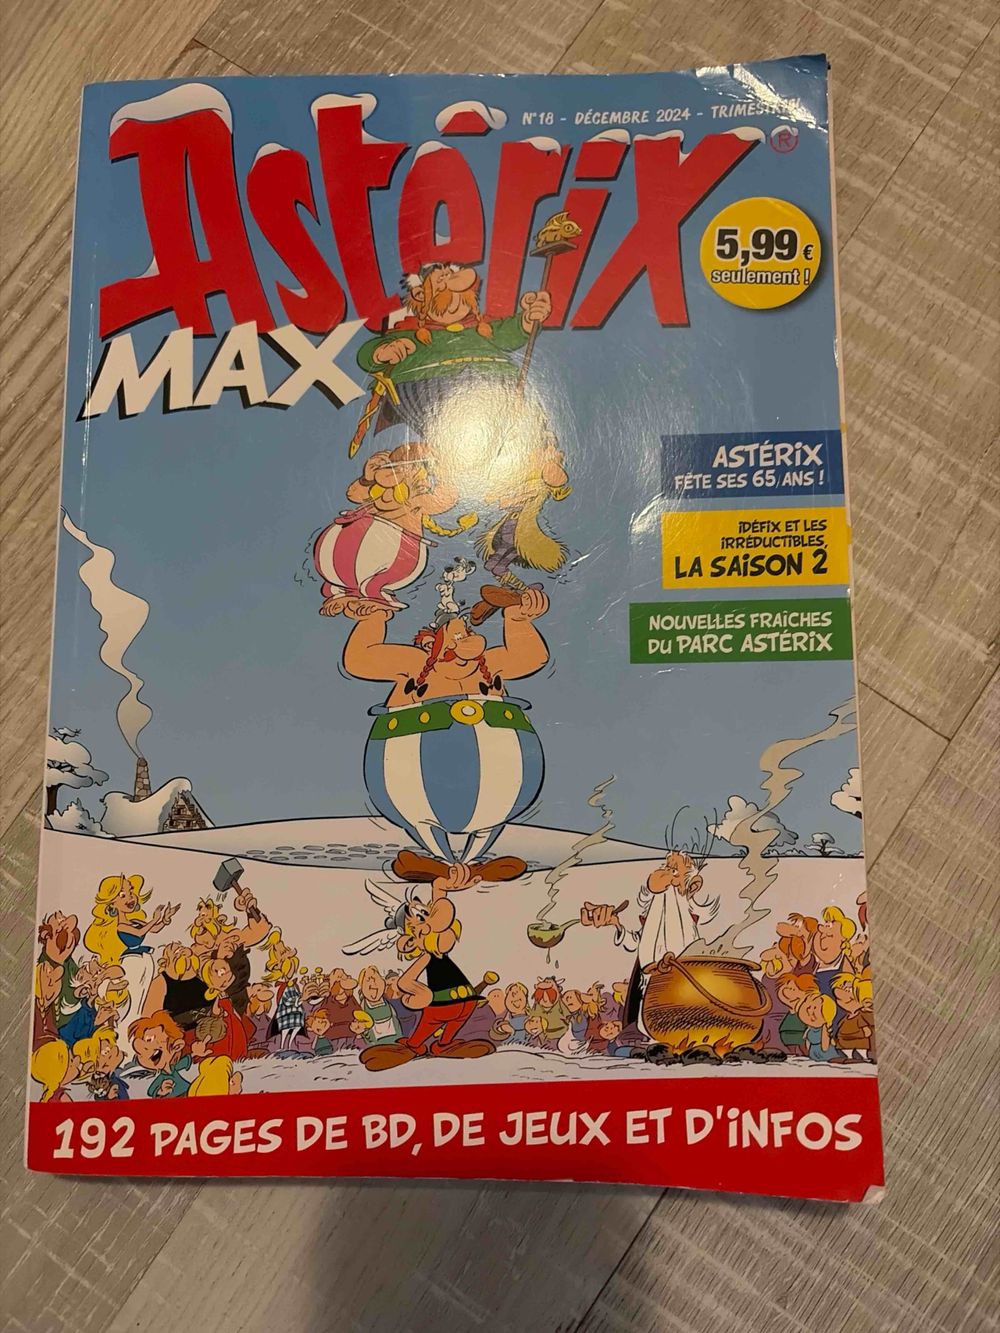 N°18 - DÉCEMBRE 2024 - TRIMESTRIEL
Astérix®
MAX
5,99€
seulement !
ASTÉRIX
FÊTE SES 65 ANS !
IDÉFIX ET LES
IRRÉDUCTIBLES,
LA SAISON 2
NOUVELLES FRAÎCHES
DU PARC ASTÉRIX
192 PAGES DE BD, DE JEUX ET D'INFOS